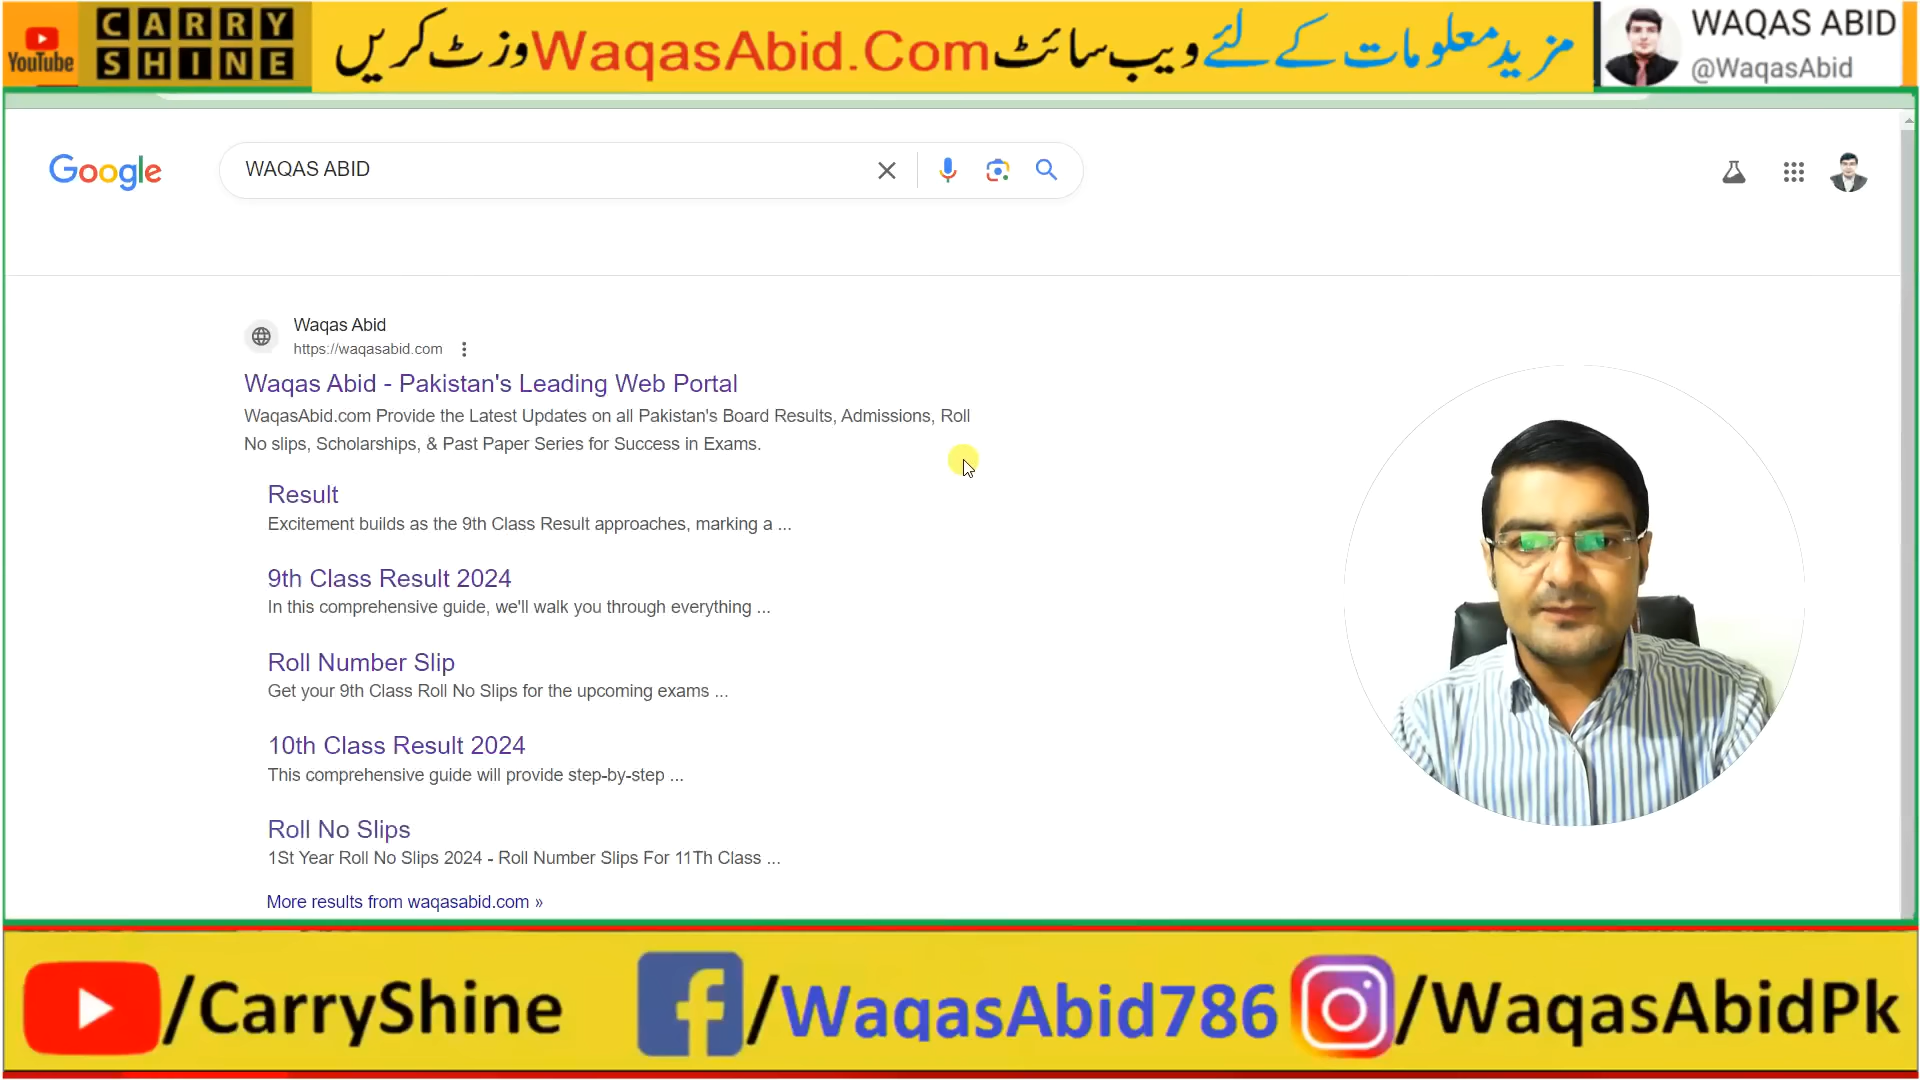 YouTube
CARRY
SHINE
مزید معلومات کے لئے ویب سائٹ WaqasAbid.Com وزٹ کریں
WAQAS ABID
@WaqasAbid
Google
WAQAS ABID
Waqas Abid
https://waqasabid.com
Waqas Abid - Pakistan's Leading Web Portal
WaqasAbid.com Provide the Latest Updates on all Pakistan's Board Results, Admissions, Roll
No slips, Scholarships, & Past Paper Series for Success in Exams.
Result
Excitement builds as the 9th Class Result approaches, marking a ...
9th Class Result 2024
In this comprehensive guide, we'll walk you through everything ...
Roll Number Slip
Get your 9th Class Roll No Slips for the upcoming exams ...
10th Class Result 2024
This comprehensive guide will provide step-by-step ...
Roll No Slips
1St Year Roll No Slips 2024 - Roll Number Slips For 11Th Class ...
More results from waqasabid.com »
/CarryShine
/WaqasAbid786
/WaqasAbidPk